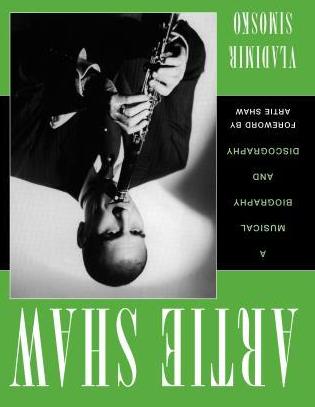 ARTIE SHAW
A
MUSICAL
BIOGRAPHY
AND
DISCOGRAPHY
FOREWORD BY
ARTIE SHAW
VLADIMIR
SIMOSKO